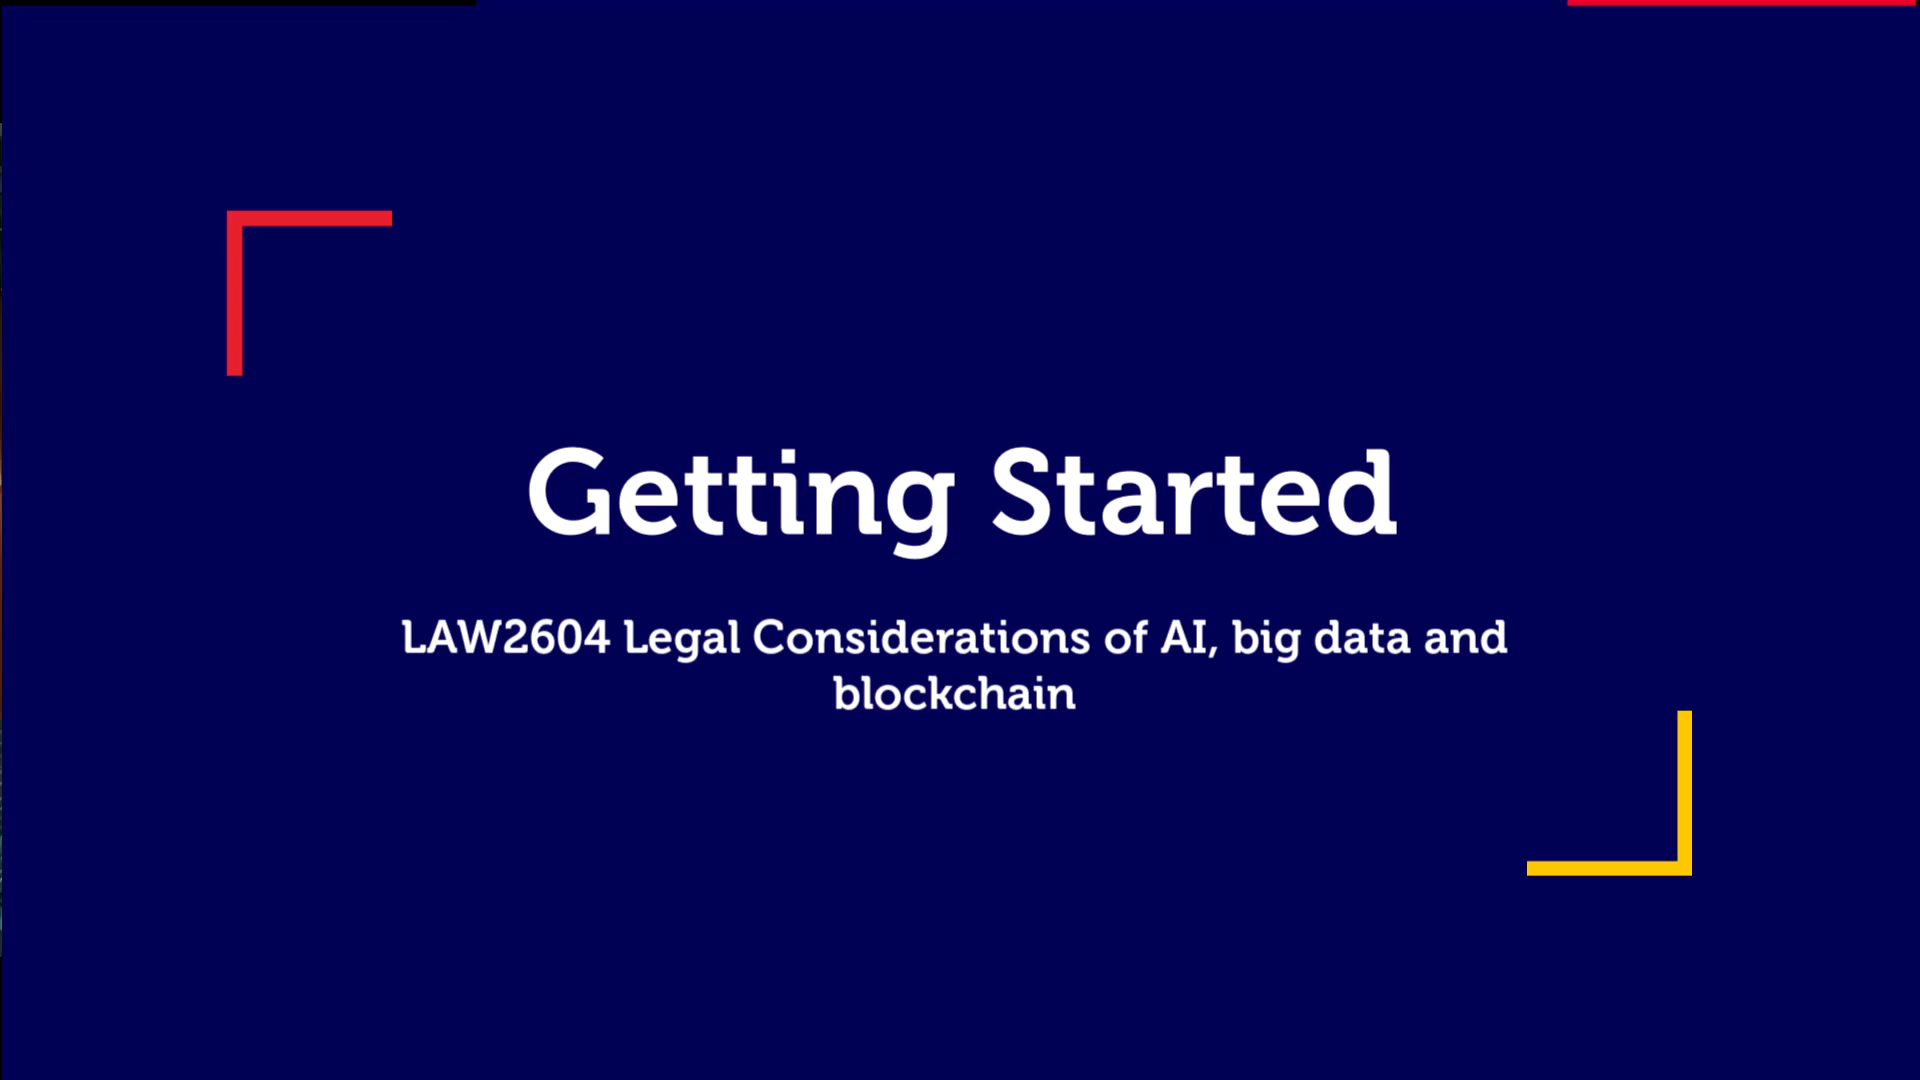 Getting Started
LAW2604 Legal Considerations of AI, big data and
blockchain